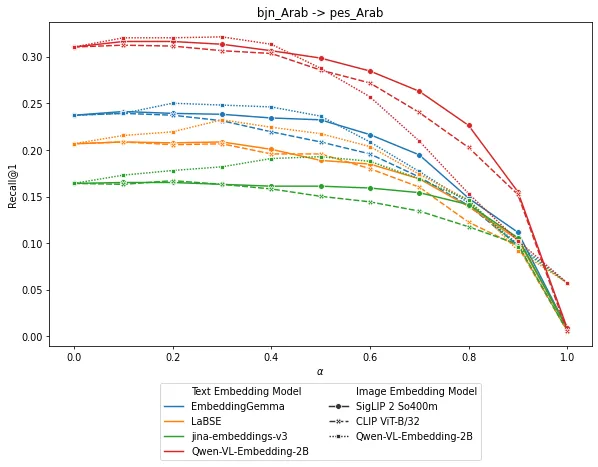 bjn_Arab -> pes_Arab
Recall@1
0.30
0.25
0.20
0.15
0.10
0.05
0.00
0.0 0.2 0.4 0.6 0.8 1.0
α
Text Embedding Model
EmbeddingGemma
LaBSE
jina-embeddings-v3
Qwen-VL-Embedding-2B
Image Embedding Model
SigLIP 2 So400m
CLIP ViT-B/32
Qwen-VL-Embedding-2B